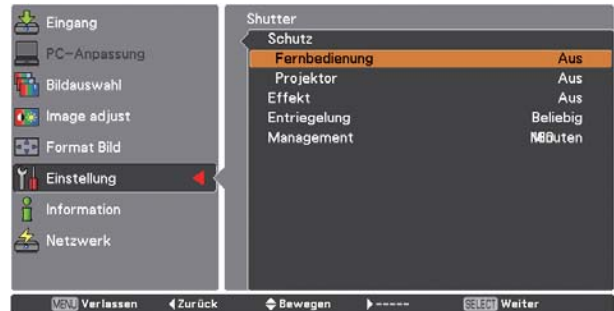 Eingang
PC-Anpassung
Bildauswahl
Image adjust
Format Bild
Einstellung
Information
Netzwerk
Shutter
Schutz
Fernbedienung Aus
Projektor Aus
Effekt Aus
Entriegelung Beliebig
Management
MENU Verlassen Zurück Bewegen ----- SELECT Weiter